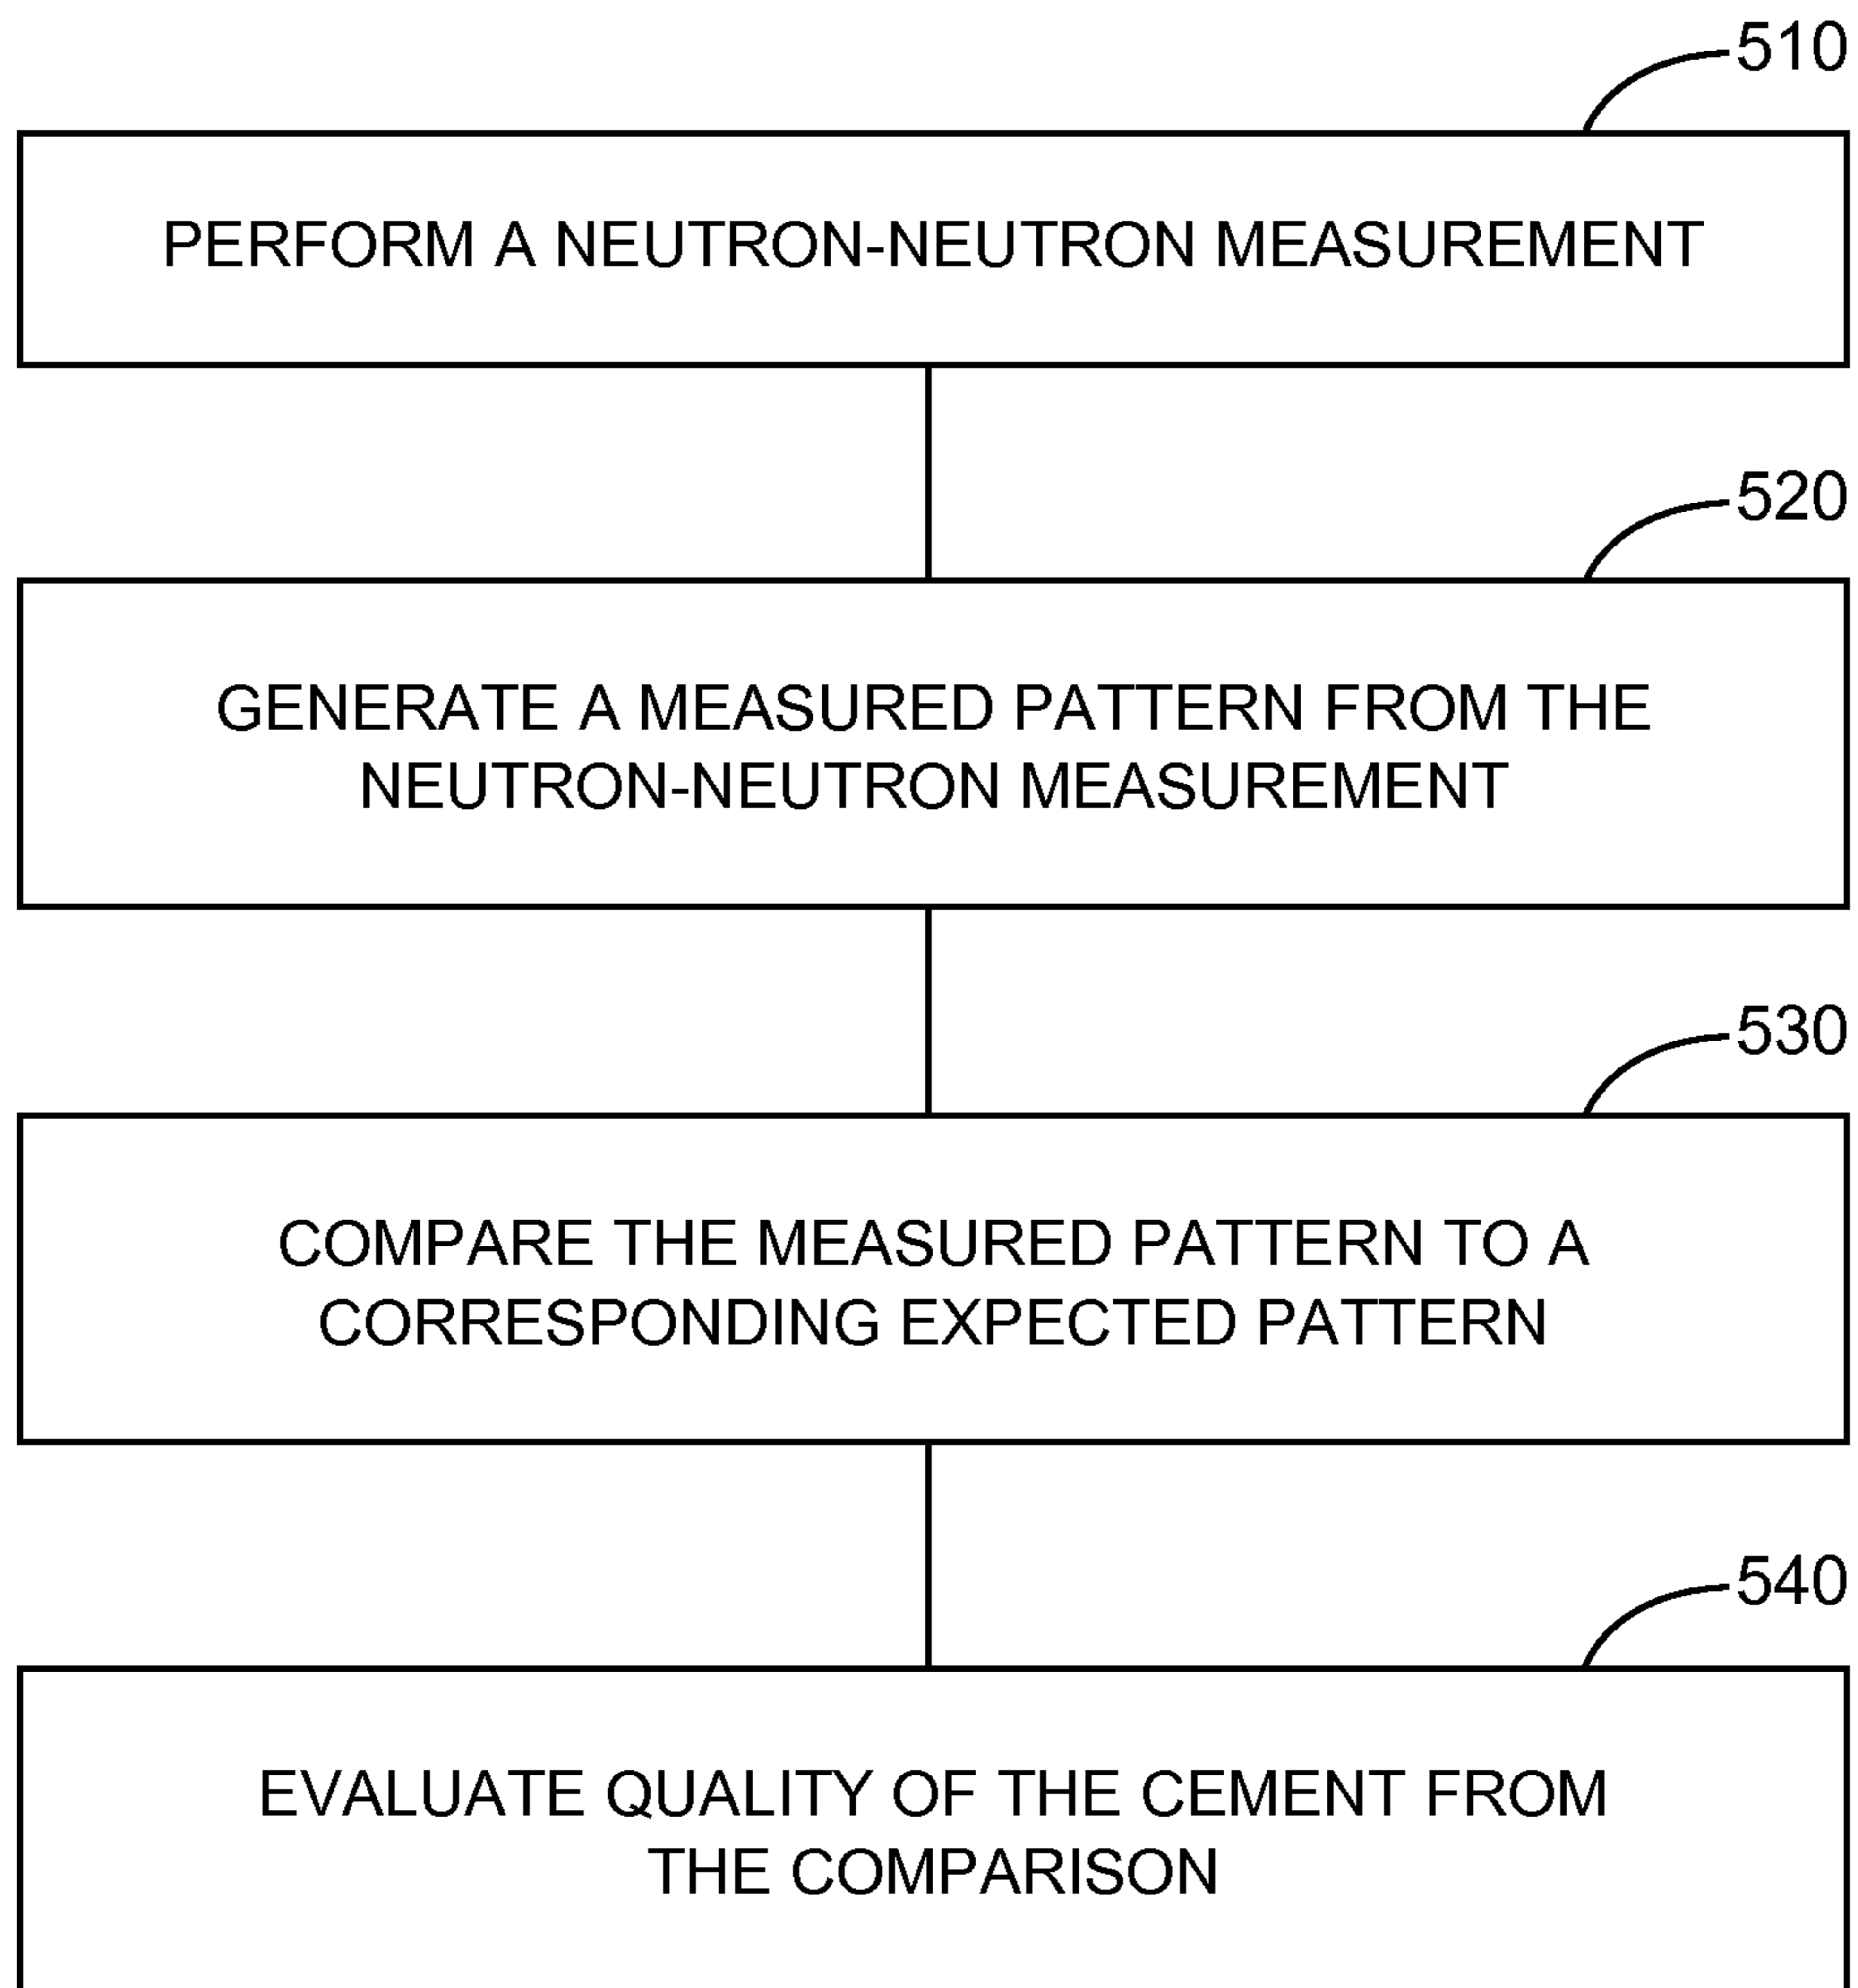 510
PERFORM A NEUTRON-NEUTRON MEASUREMENT
520
GENERATE A MEASURED PATTERN FROM THE
NEUTRON-NEUTRON MEASUREMENT
530
COMPARE THE MEASURED PATTERN TO A
CORRESPONDING EXPECTED PATTERN
540
EVALUATE QUALITY OF THE CEMENT FROM
THE COMPARISON